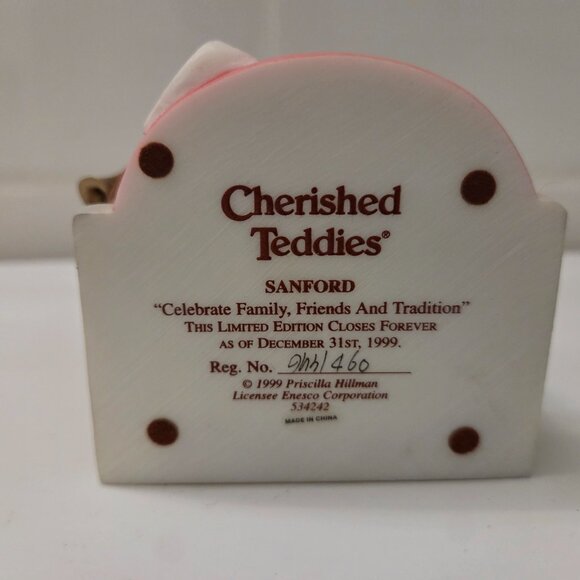 Cherished
Teddies®
SANFORD
"Celebrate Family, Friends And Tradition"
THIS LIMITED EDITION CLOSES FOREVER
AS OF DECEMBER 31ST, 1999.
Reg. No.
© 1999 Priscilla Hillman
Licensee Enesco Corporation
534242
MADE IN CHINA